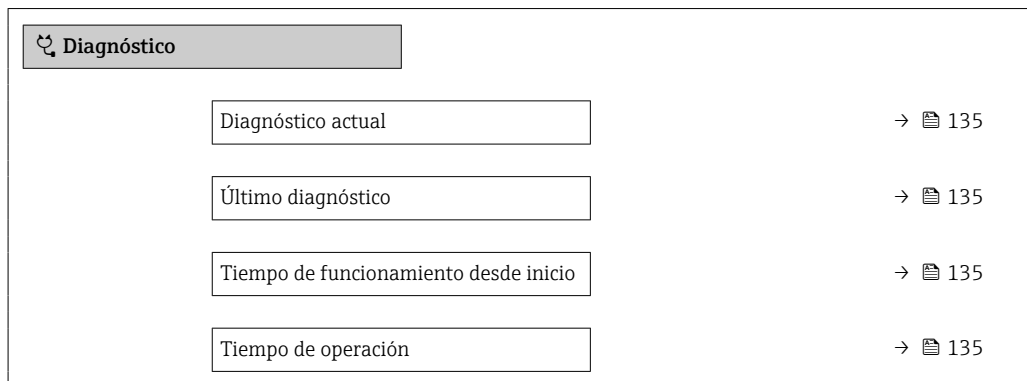 Diagnóstico
Diagnóstico actual → 135
Último diagnóstico → 135
Tiempo de funcionamiento desde inicio → 135
Tiempo de operación → 135